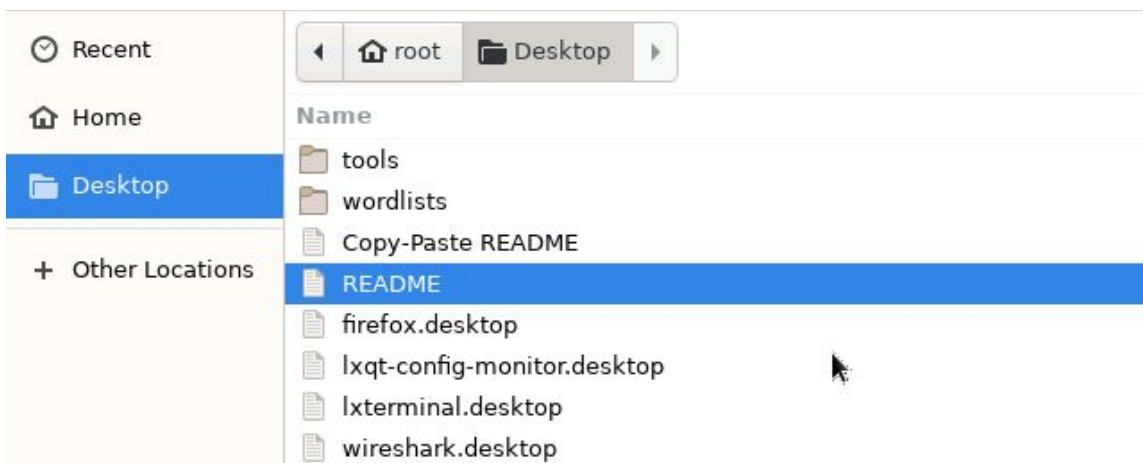 Recent
Home
Desktop
Other Locations
root Desktop
Name
tools
wordlists
Copy-Paste README
README
firefox.desktop
lxqt-config-monitor.desktop
lxterminal.desktop
wireshark.desktop